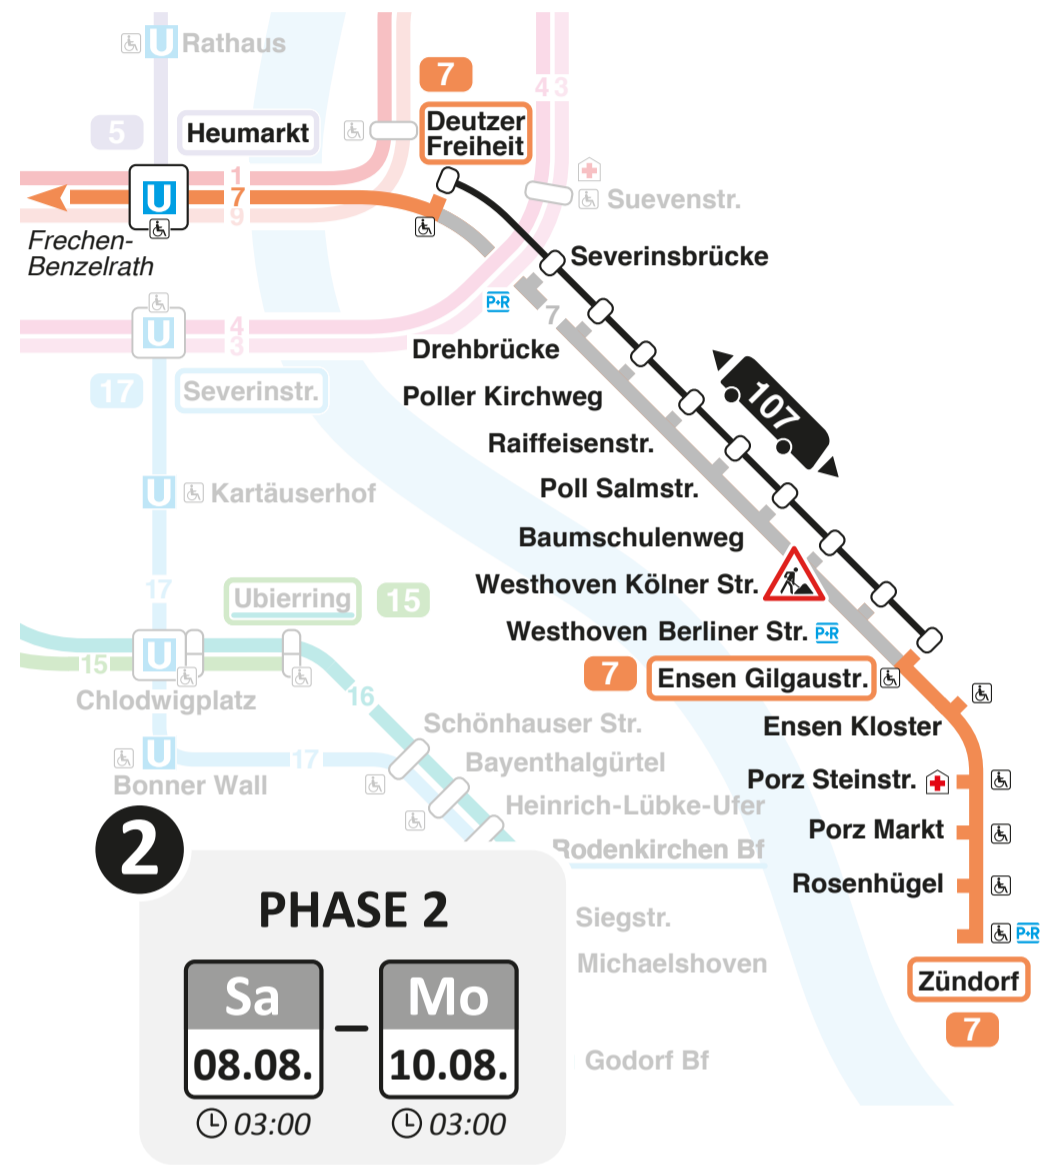 U Rathaus
7
4 3
5
Heumarkt
Deutzer
Freiheit
1
7
9
U
Suevenstr.
Frechen-
Benzelrath
Severinsbrücke
P+R
7
4
3
U
Drehbrücke
17
Severinstr.
Poller Kirchweg
107
Raiffeisenstr.
U Kartäuserhof
Poll Salmstr.
Baumschulenweg
17
Westhoven Kölner Str.
Ubierring
15
Westhoven Berliner Str. P+R
15
U
7
Ensen Gilgaustr.
Chlodwigplatz
16
Schönhauser Str.
Ensen Kloster
U
17
Bayenthalgürtel
Bonner Wall
Porz Steinstr.
Heinrich-Lübke-Ufer
Porz Markt
2
Rodenkirchen Bf
Rosenhügel
PHASE 2
Siegstr.
P+R
Michaelshoven
Zündorf
7
Sa
08.08.
03:00
–
Mo
10.08.
03:00
Godorf Bf